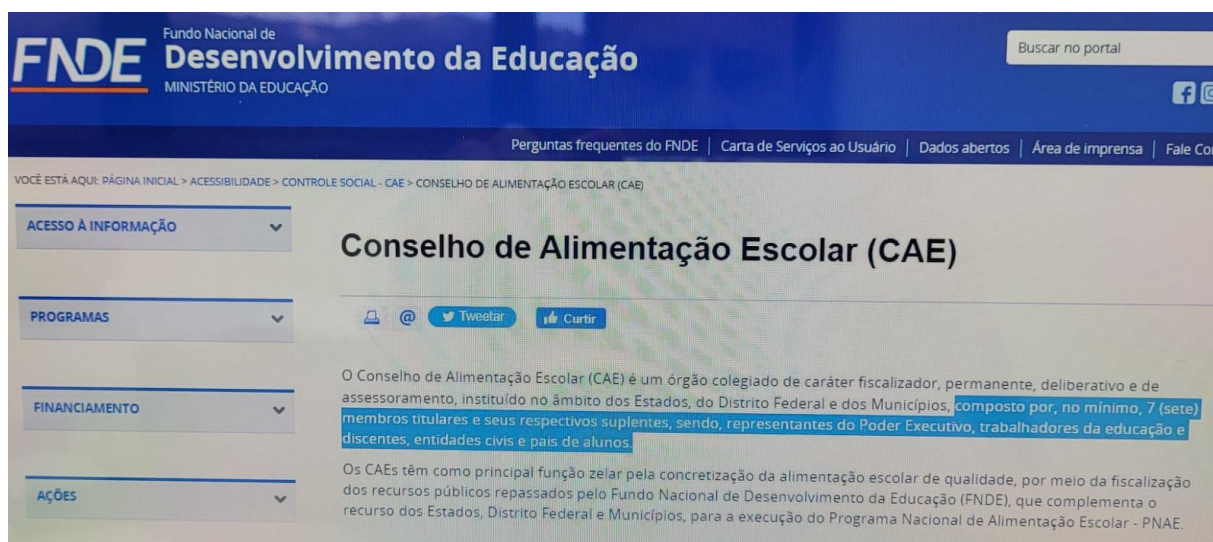 FNDE
Fundo Nacional de
Desenvolvimento da Educação
MINISTÉRIO DA EDUCAÇÃO
Buscar no portal
Perguntas frequentes do FNDE | Carta de Serviços ao Usuário | Dados abertos | Área de imprensa | Fale Con
VOCÊ ESTÁ AQUI: PÁGINA INICIAL > ACESSIBILIDADE > CONTROLE SOCIAL - CAE > CONSELHO DE ALIMENTAÇÃO ESCOLAR (CAE)
ACESSO À INFORMAÇÃO
PROGRAMAS
FINANCIAMENTO
AÇÕES
Conselho de Alimentação Escolar (CAE)
@ Tweetar Curtir
O Conselho de Alimentação Escolar (CAE) é um órgão colegiado de caráter fiscalizador, permanente, deliberativo e de
assessoramento, instituído no âmbito dos Estados, do Distrito Federal e dos Municípios, composto por, no mínimo, 7 (sete)
membros titulares e seus respectivos suplentes, sendo, representantes do Poder Executivo, trabalhadores da educação e
discentes, entidades civis e pais de alunos.
Os CAEs têm como principal função zelar pela concretização da alimentação escolar de qualidade, por meio da fiscalização
dos recursos públicos repassados pelo Fundo Nacional de Desenvolvimento da Educação (FNDE), que complementa o
recurso dos Estados, Distrito Federal e Municípios, para a execução do Programa Nacional de Alimentação Escolar - PNAE.